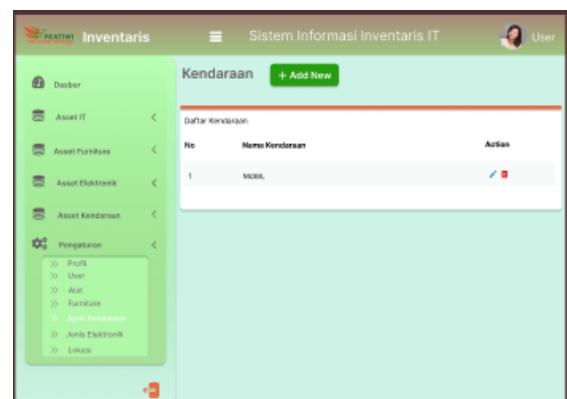 PRATIWI Inventaris
Sistem Informasi Inventaris IT
User
Dasbor
Asset IT
Asset Furniture
Asset Elektronik
Asset Kendaraan
Pengaturan
Profil
User
Alat
Furniture
Jenis Kendaraan
Jenis Elektronik
Lokasi
Kendaraan
+ Add New
Daftar Kendaraan
No Nama Kendaraan Action
1 MOBIL